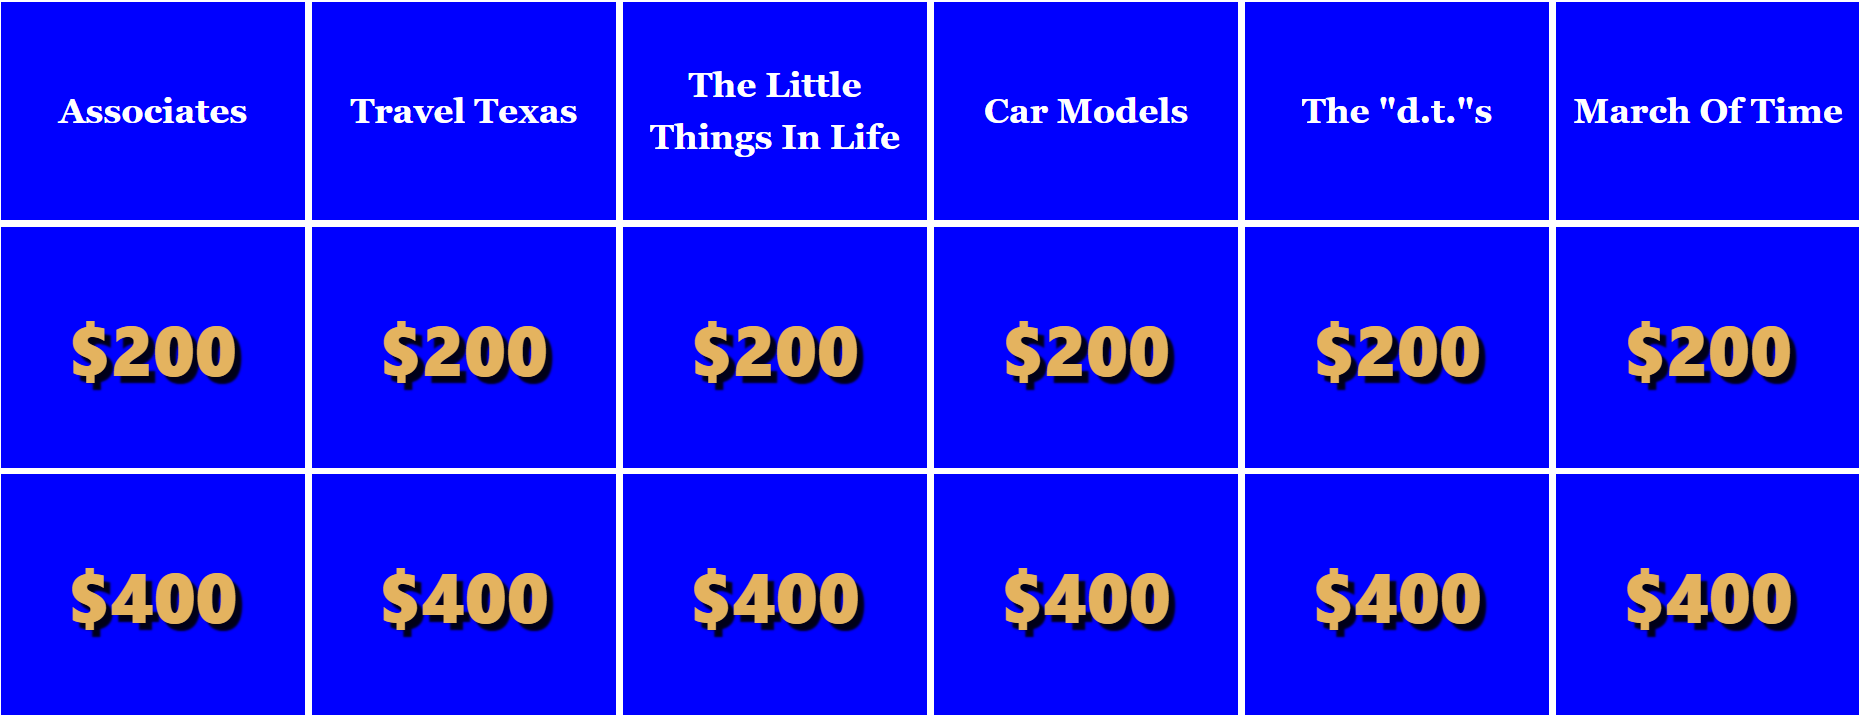 Associates
Travel Texas
The Little
Things In Life
Car Models
The "d.t."s
March Of Time
$200
$200
$200
$200
$200
$200
$400
$400
$400
$400
$400
$400